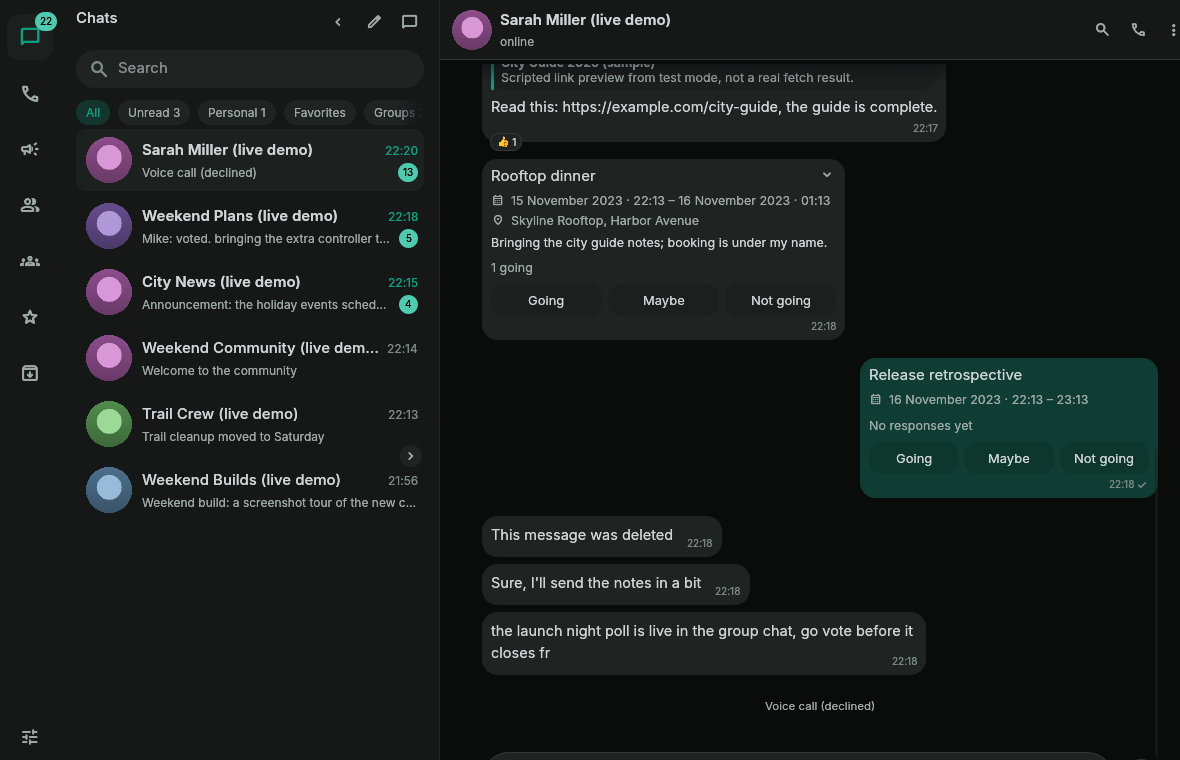 22
Chats
Search
All
Unread 3
Personal 1
Favorites
Groups
Sarah Miller (live demo)
22:20
Voice call (declined)
13
Weekend Plans (live demo)
22:18
Mike: voted. bringing the extra controller t...
5
City News (live demo)
22:15
Announcement: the holiday events sched...
4
Weekend Community (live dem...
22:14
Welcome to the community
Trail Crew (live demo)
22:13
Trail cleanup moved to Saturday
Weekend Builds (live demo)
21:56
Weekend build: a screenshot tour of the new c...
Sarah Miller (live demo)
online
City Guide 2026 (sample)
Scripted link preview from test mode, not a real fetch result.
Read this: https://example.com/city-guide, the guide is complete.
22:17
👍 1
Rooftop dinner
15 November 2023 · 22:13 – 16 November 2023 · 01:13
Skyline Rooftop, Harbor Avenue
Bringing the city guide notes; booking is under my name.
1 going
Going
Maybe
Not going
22:18
Release retrospective
16 November 2023 · 22:13 – 23:13
No responses yet
Going
Maybe
Not going
22:18
This message was deleted
22:18
Sure, I'll send the notes in a bit
22:18
the launch night poll is live in the group chat, go vote before it
closes fr
22:18
Voice call (declined)